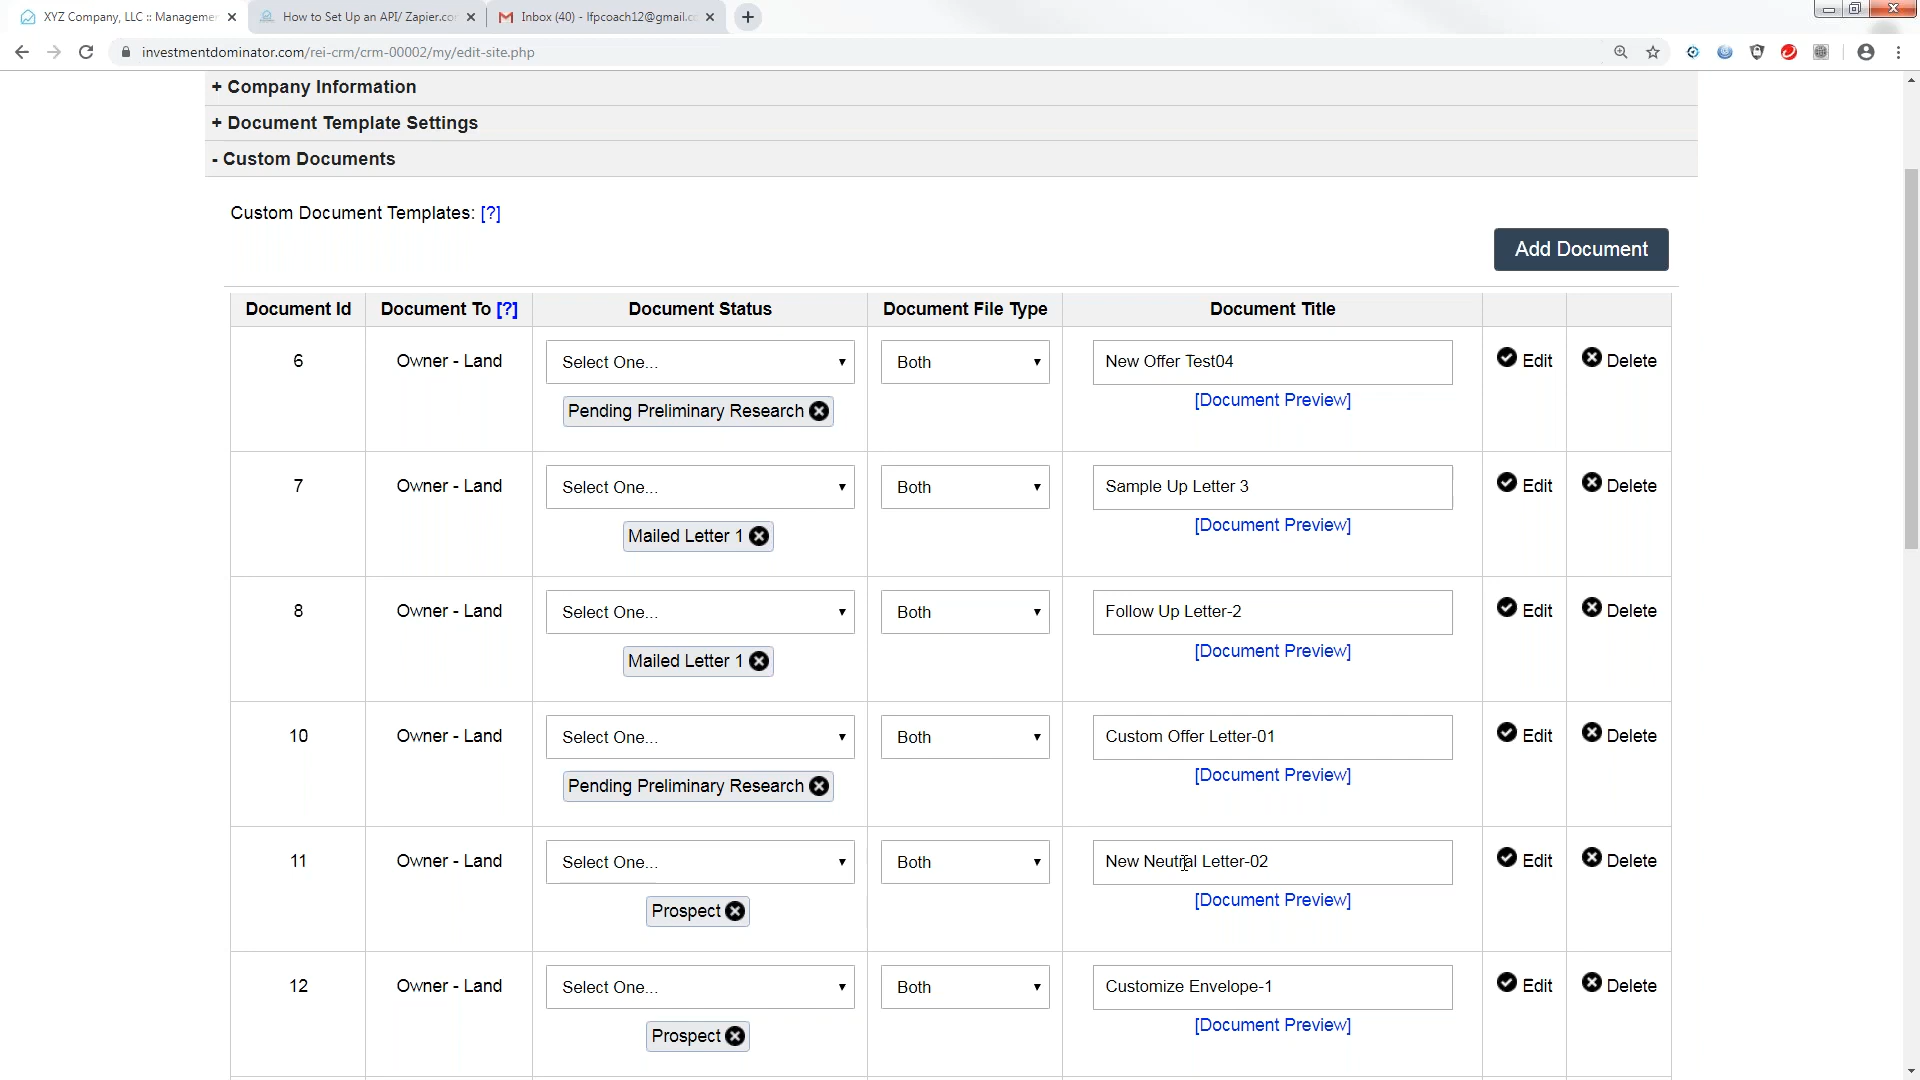 XYZ Company, LLC :: Manageme
How to Set Up an API/ Zapier.co
Inbox (40) - lfpcoach12@gmail.c
investmentdominator.com/rei-crm/crm-00002/my/edit-site.php
+ Company Information
+ Document Template Settings
- Custom Documents
Custom Document Templates: [?]
Add Document
Document Id Document To [?] Document Status Document File Type Document Title
6 Owner - Land Select One... Both New Offer Test04 Edit Delete
[Document Preview]
Pending Preliminary Research
7 Owner - Land Select One... Both Sample Up Letter 3 Edit Delete
[Document Preview]
Mailed Letter 1
8 Owner - Land Select One... Both Follow Up Letter-2 Edit Delete
[Document Preview]
Mailed Letter 1
10 Owner - Land Select One... Both Custom Offer Letter-01 Edit Delete
[Document Preview]
Pending Preliminary Research
11 Owner - Land Select One... Both New Neutral Letter-02 Edit Delete
[Document Preview]
Prospect
12 Owner - Land Select One... Both Customize Envelope-1 Edit Delete
[Document Preview]
Prospect